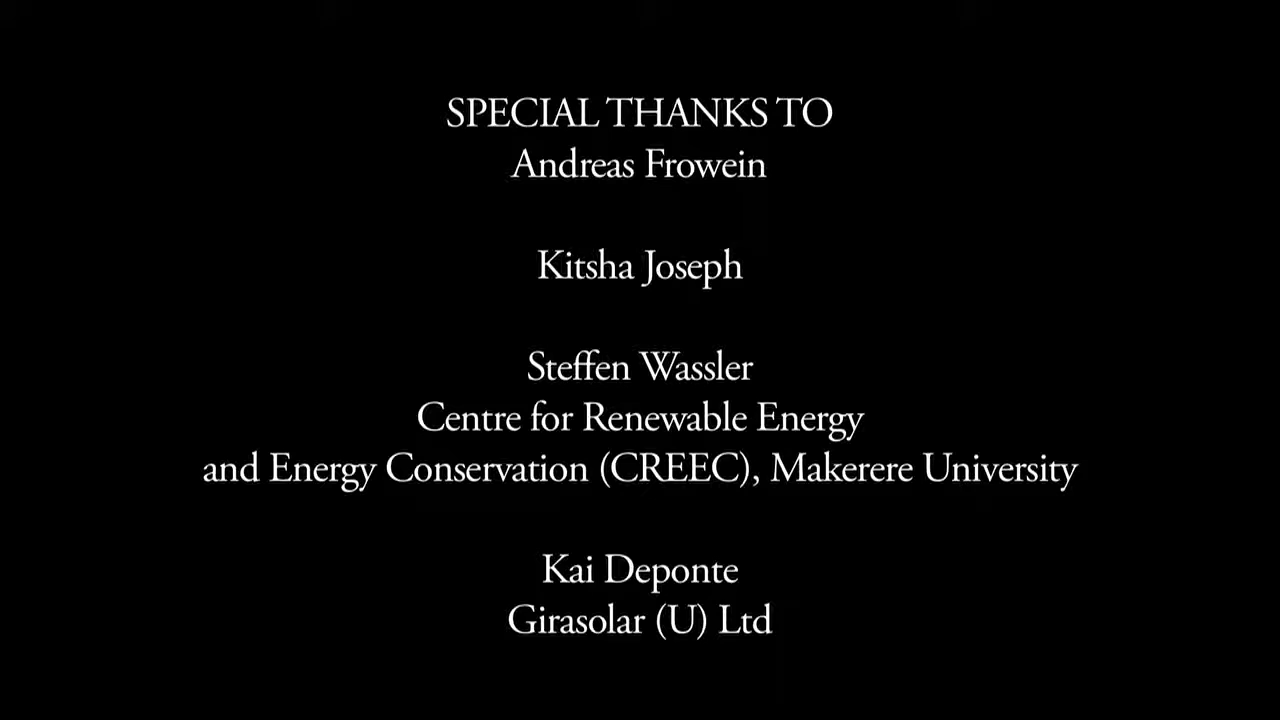 SPECIAL THANKS TO
Andreas Frowein
Kitsha Joseph
Steffen Wassler
Centre for Renewable Energy
and Energy Conservation (CREEC), Makerere University
Kai Deponte
Girasolar (U) Ltd